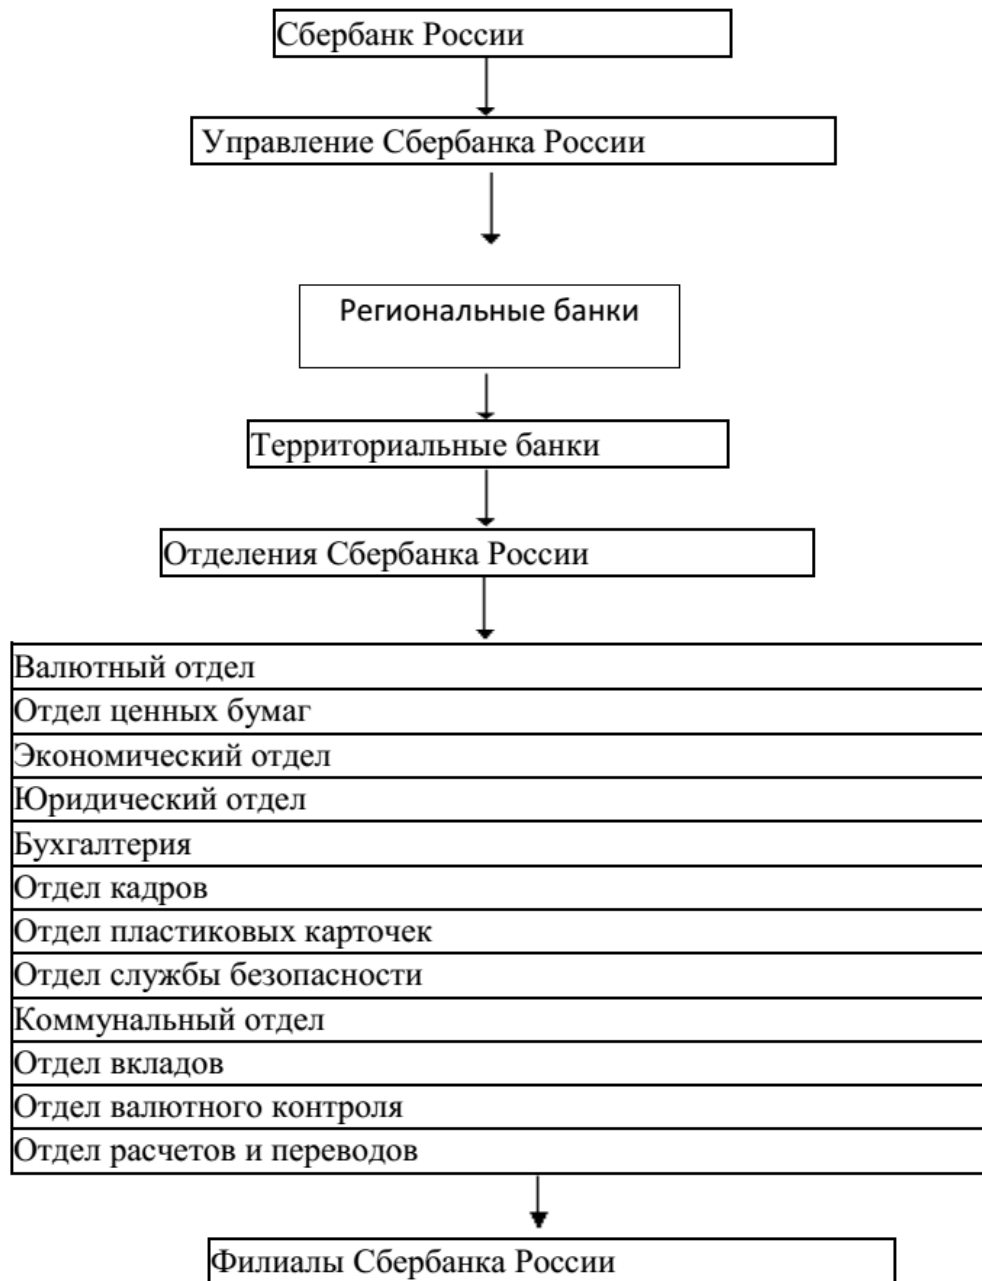 Сбербанк России
Управление Сбербанка России
Региональные банки
Территориальные банки
Отделения Сбербанка России
Валютный отдел
Отдел ценных бумаг
Экономический отдел
Юридический отдел
Бухгалтерия
Отдел кадров
Отдел пластиковых карточек
Отдел службы безопасности
Коммунальный отдел
Отдел вкладов
Отдел валютного контроля
Отдел расчетов и переводов
Филиалы Сбербанка России